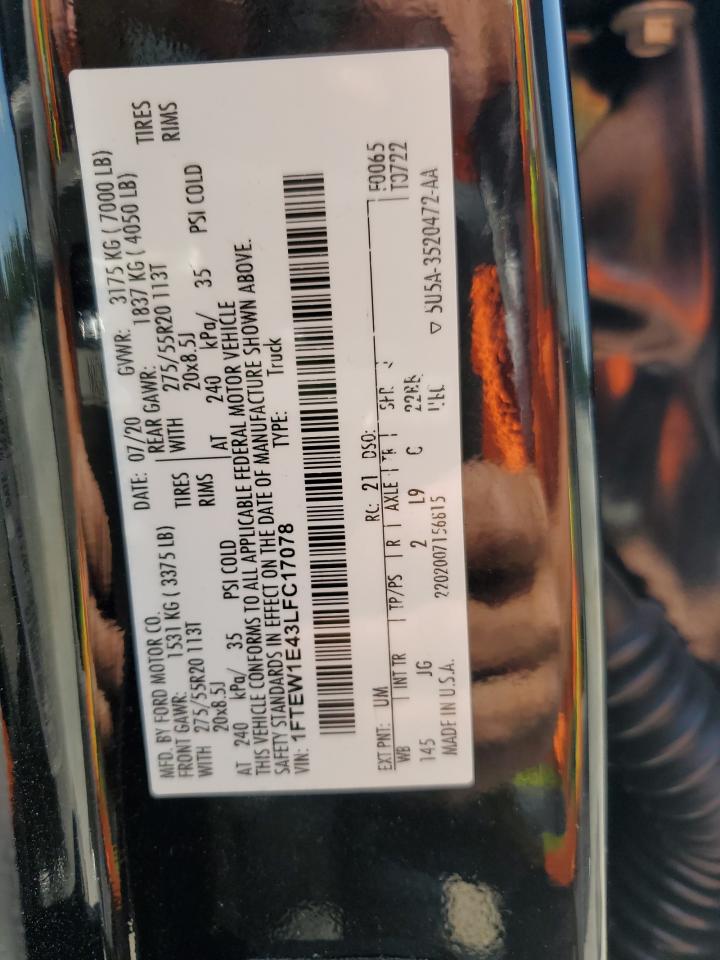 MFD. BY FORD MOTOR CO.
DATE: 07/20 GVWR: 3175 KG ( 7000 LB)
FRONT GAWR: 1531 KG ( 3375 LB) REAR GAWR: 1837 KG ( 4050 LB)
WITH 275/55R20 113T TIRES WITH 275/55R20 113T TIRES
20x8.5J RIMS 20x8.5J RIMS
AT 240 kPa/ 35 PSI COLD AT 240 kPa/ 35 PSI COLD
THIS VEHICLE CONFORMS TO ALL APPLICABLE FEDERAL MOTOR VEHICLE
SAFETY STANDARDS IN EFFECT ON THE DATE OF MANUFACTURE SHOWN ABOVE.
VIN: 1FTEW1E43LFC17078 TYPE: Truck
EXT PNT: UM RC: 21 DSO: F0065
WB INT TR TP/PS R AXLE TR T0722
145 JG 2 L9 C
MADE IN U.S.A. 2202007156615 5U5A-3520472-AA